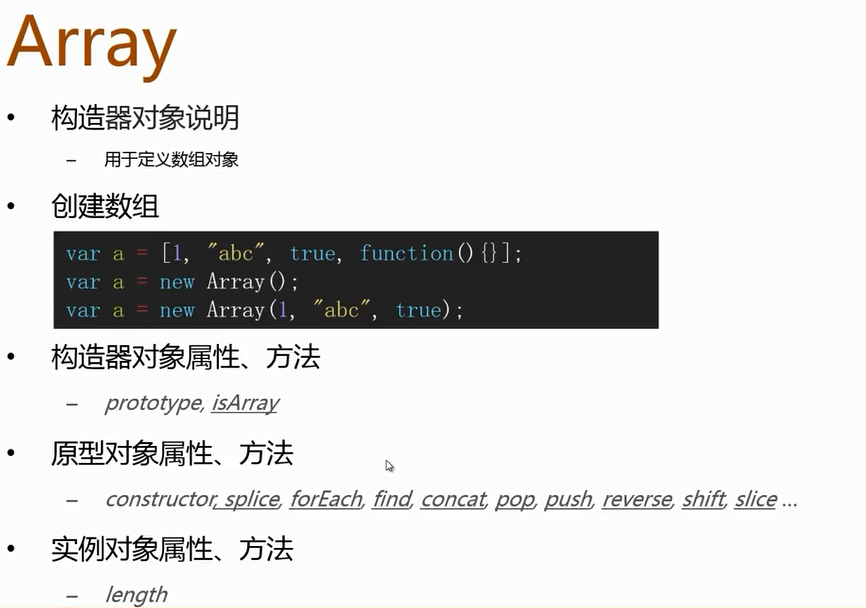 Array
• 构造器对象说明
– 用于定义数组对象
• 创建数组
var a = [1, "abc", true, function(){}];
var a = new Array();
var a = new Array(1, "abc", true);
• 构造器对象属性、方法
– prototype, isArray
• 原型对象属性、方法
– constructor, splice, forEach, find, concat, pop, push, reverse, shift, slice ...
• 实例对象属性、方法
– length